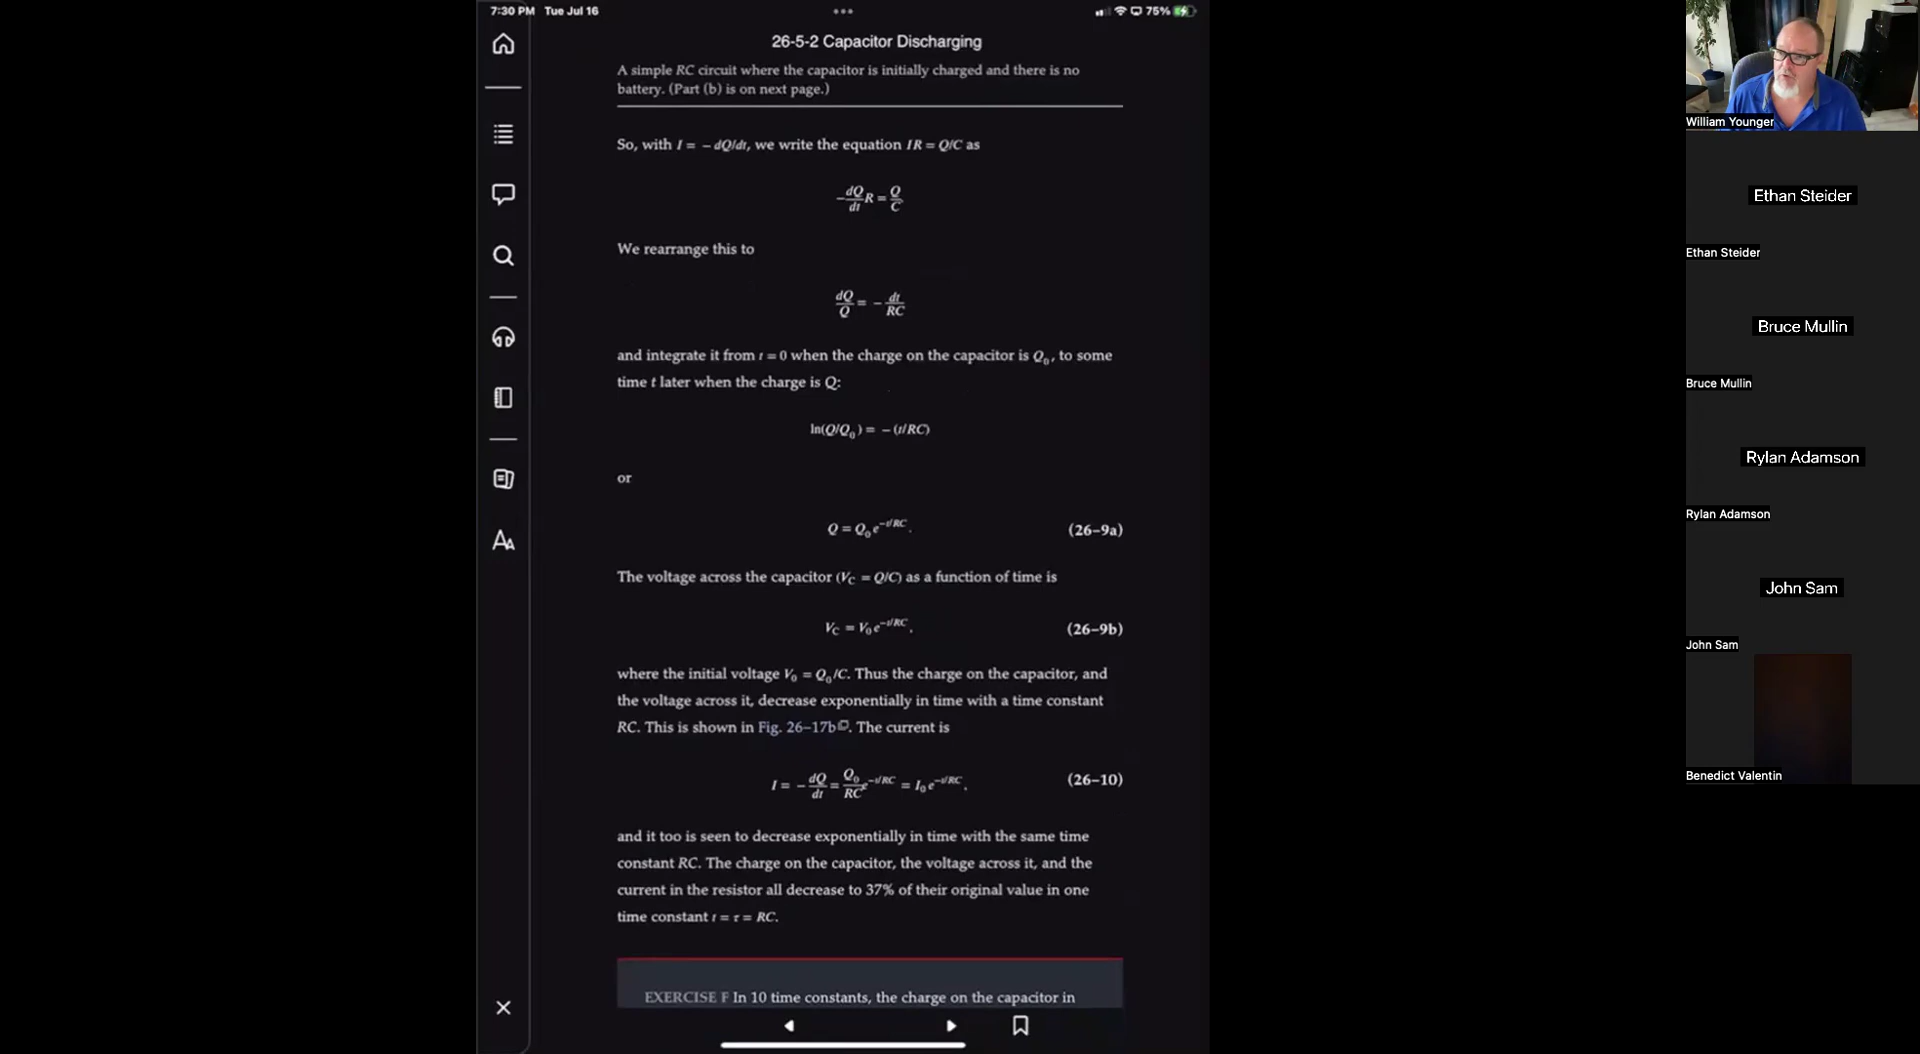 7:30 PM Tue Jul 16
75%
26-5-2 Capacitor Discharging
A simple RC circuit where the capacitor is initially charged and there is no
battery. (Part (b) is on next page.)
So, with I = − dQ/dt, we write the equation IR = Q/C as
−dQ/dt R = Q/C
We rearrange this to
dQ/Q = − dt/RC
and integrate it from t = 0 when the charge on the capacitor is Q₀, to some
time t later when the charge is Q:
ln(Q/Q₀) = − (t/RC)
or
Q = Q₀ e^−t/RC. (26–9a)
The voltage across the capacitor (V_C = Q/C) as a function of time is
V_C = V₀ e^−t/RC, (26–9b)
where the initial voltage V₀ = Q₀/C. Thus the charge on the capacitor, and
the voltage across it, decrease exponentially in time with a time constant
RC. This is shown in Fig. 26–17b. The current is
I = − dQ/dt = Q₀/RC e^−t/RC = I₀ e^−t/RC, (26–10)
and it too is seen to decrease exponentially in time with the same time
constant RC. The charge on the capacitor, the voltage across it, and the
current in the resistor all decrease to 37% of their original value in one
time constant t = τ = RC.
EXERCISE F In 10 time constants, the charge on the capacitor in
William Younger
Ethan Steider
Ethan Steider
Bruce Mullin
Bruce Mullin
Rylan Adamson
Rylan Adamson
John Sam
John Sam
Benedict Valentin